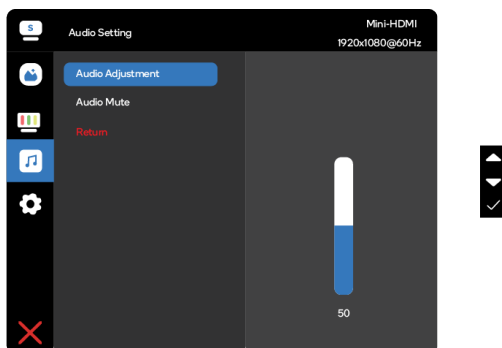 S
Audio Setting
Mini-HDMI
1920x1080@60Hz
Audio Adjustment
Audio Mute
Return
50